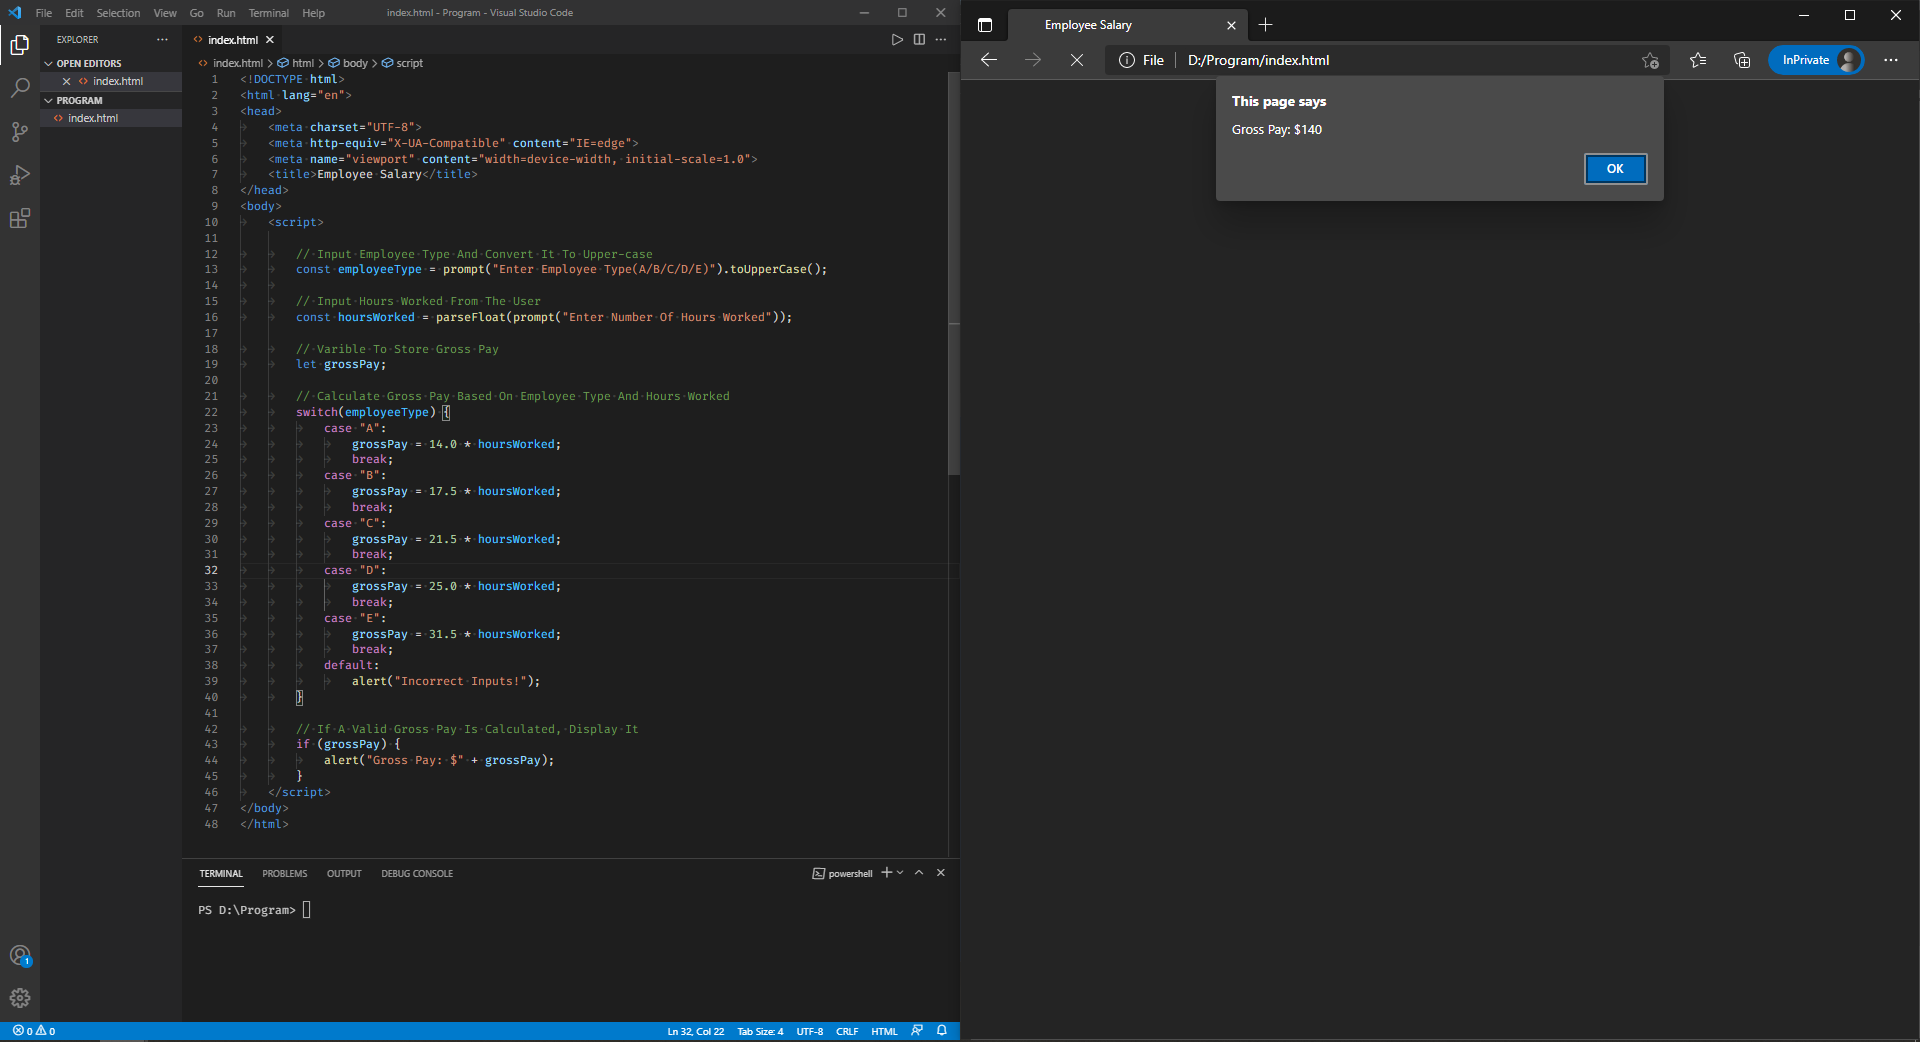 File Edit Selection View Go Run Terminal Help index.html - Program - Visual Studio Code
EXPLORER
OPEN EDITORS
index.html
PROGRAM
index.html
index.html
index.html > html > body > script
1 <!DOCTYPE html>
2 <html lang="en">
3 <head>
4 <meta charset="UTF-8">
5 <meta http-equiv="X-UA-Compatible" content="IE=edge">
6 <meta name="viewport" content="width=device-width, initial-scale=1.0">
7 <title>Employee Salary</title>
8 </head>
9 <body>
10 <script>
11
12 // Input Employee Type And Convert It To Upper-case
13 const employeeType = prompt("Enter Employee Type(A/B/C/D/E)").toUpperCase();
14
15 // Input Hours Worked From The User
16 const hoursWorked = parseFloat(prompt("Enter Number Of Hours Worked"));
17
18 // Varible To Store Gross Pay
19 let grossPay;
20
21 // Calculate Gross Pay Based On Employee Type And Hours Worked
22 switch(employeeType) {
23 case "A":
24 grossPay = 14.0 * hoursWorked;
25 break;
26 case "B":
27 grossPay = 17.5 * hoursWorked;
28 break;
29 case "C":
30 grossPay = 21.5 * hoursWorked;
31 break;
32 case "D":
33 grossPay = 25.0 * hoursWorked;
34 break;
35 case "E":
36 grossPay = 31.5 * hoursWorked;
37 break;
38 default:
39 alert("Incorrect Inputs!");
40 }
41
42 // If A Valid Gross Pay Is Calculated, Display It
43 if (grossPay) {
44 alert("Gross Pay: $" + grossPay);
45 }
46 </script>
47 </body>
48 </html>
TERMINAL PROBLEMS OUTPUT DEBUG CONSOLE powershell
PS D:\Program>
1
0 0 Ln 32, Col 22 Tab Size: 4 UTF-8 CRLF HTML
Employee Salary
File D:/Program/index.html InPrivate
This page says
Gross Pay: $140
OK